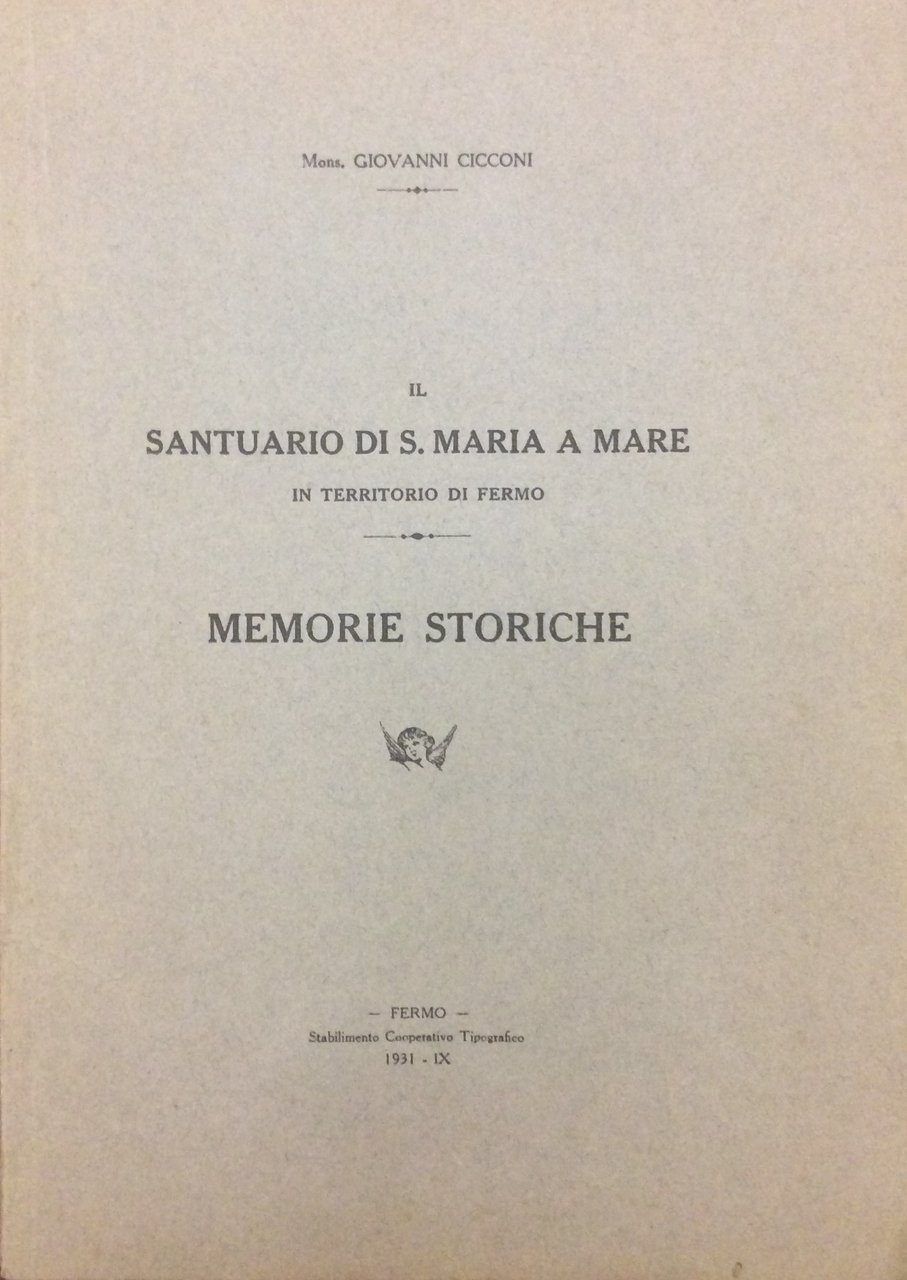 Mons. GIOVANNI CICCONI
IL
SANTUARIO DI S. MARIA A MARE
IN TERRITORIO DI FERMO
MEMORIE STORICHE
— FERMO —
Stabilimento Cooperativo Tipografico
1931 - IX